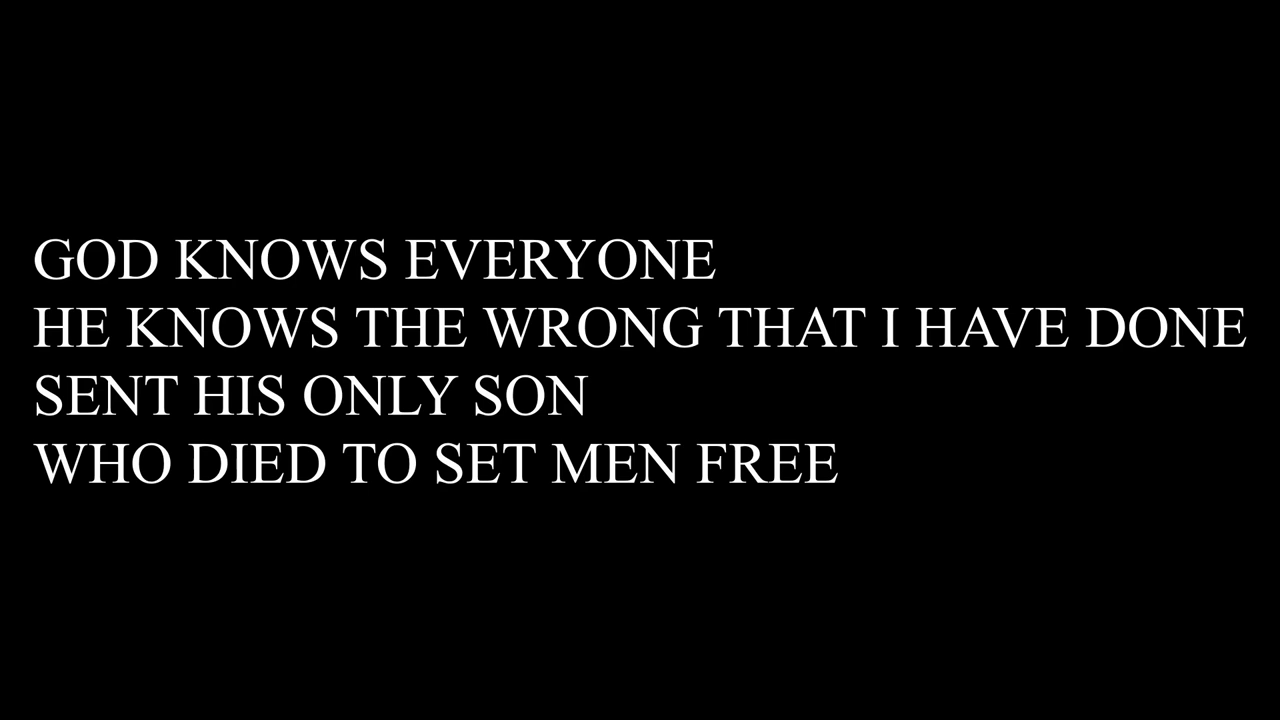 GOD KNOWS EVERYONE
HE KNOWS THE WRONG THAT I HAVE DONE
SENT HIS ONLY SON
WHO DIED TO SET MEN FREE